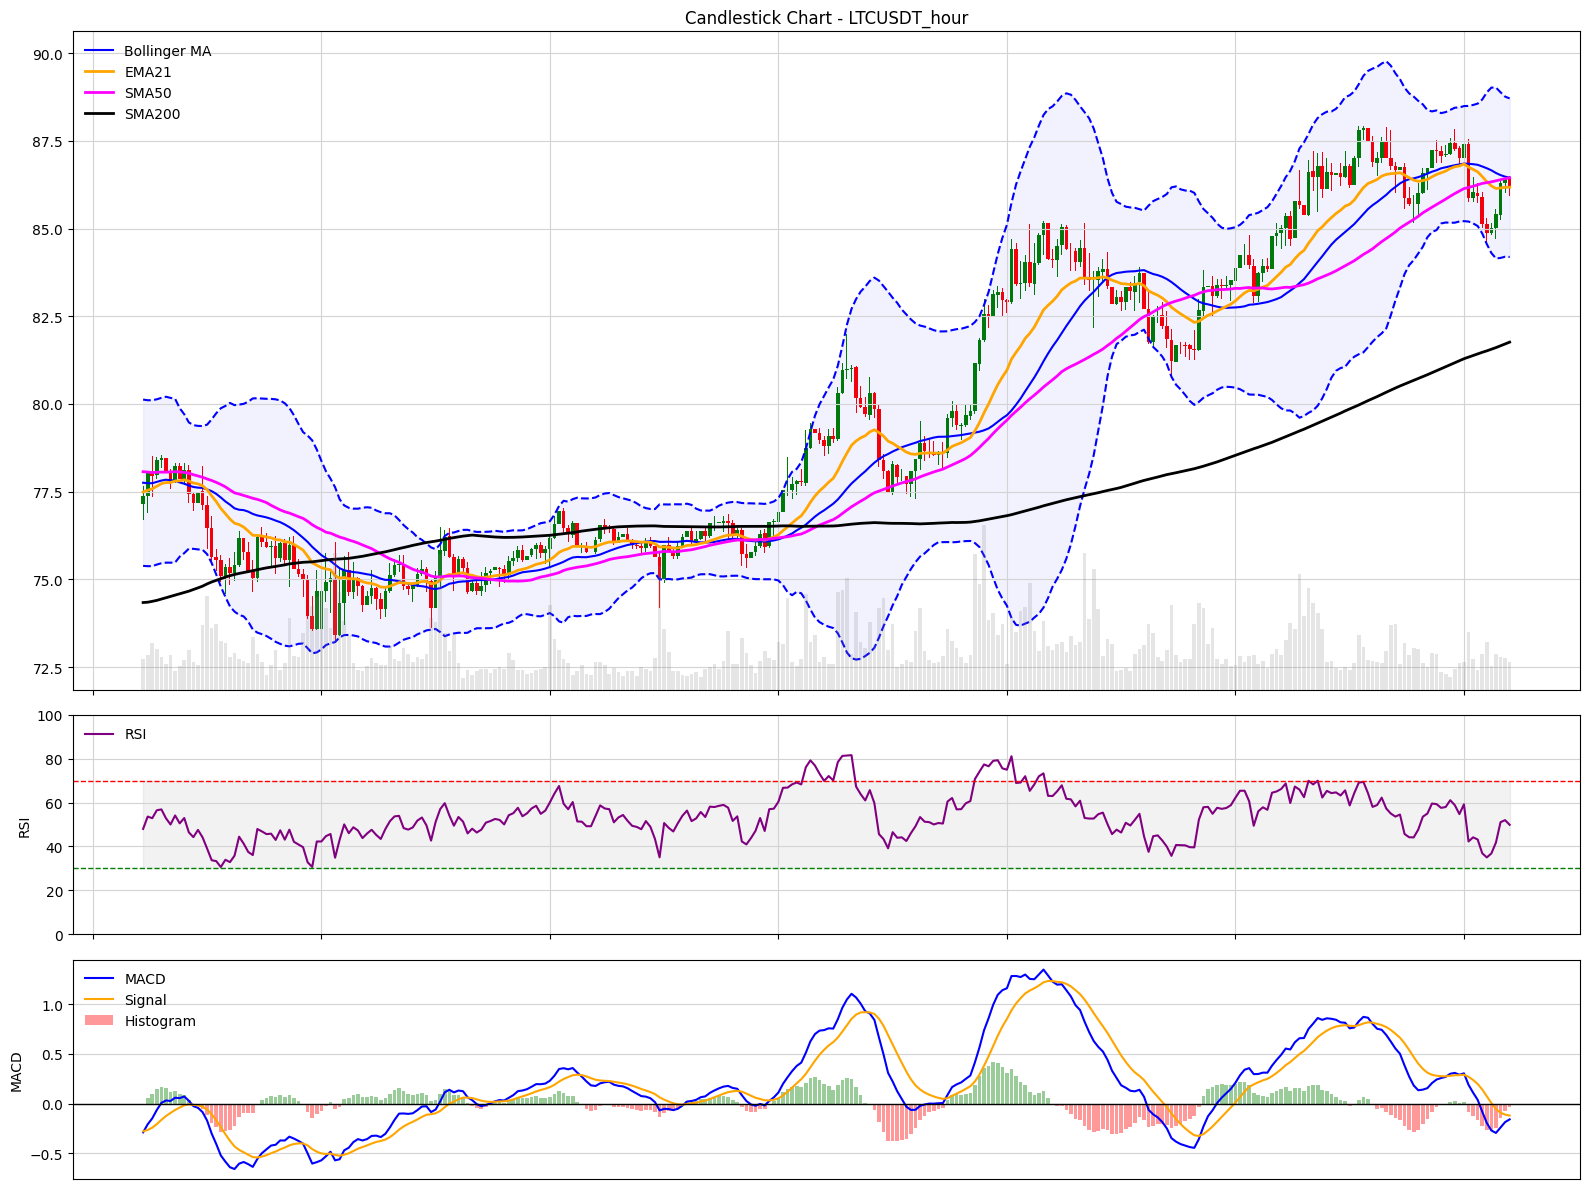 Candlestick Chart - LTCUSDT_hour
90.0
87.5
85.0
82.5
80.0
77.5
75.0
72.5
Bollinger MA
EMA21
SMA50
SMA200
100
80
60
40
20
0
RSI
RSI
1.0
0.5
0.0
−0.5
MACD
MACD
Signal
Histogram